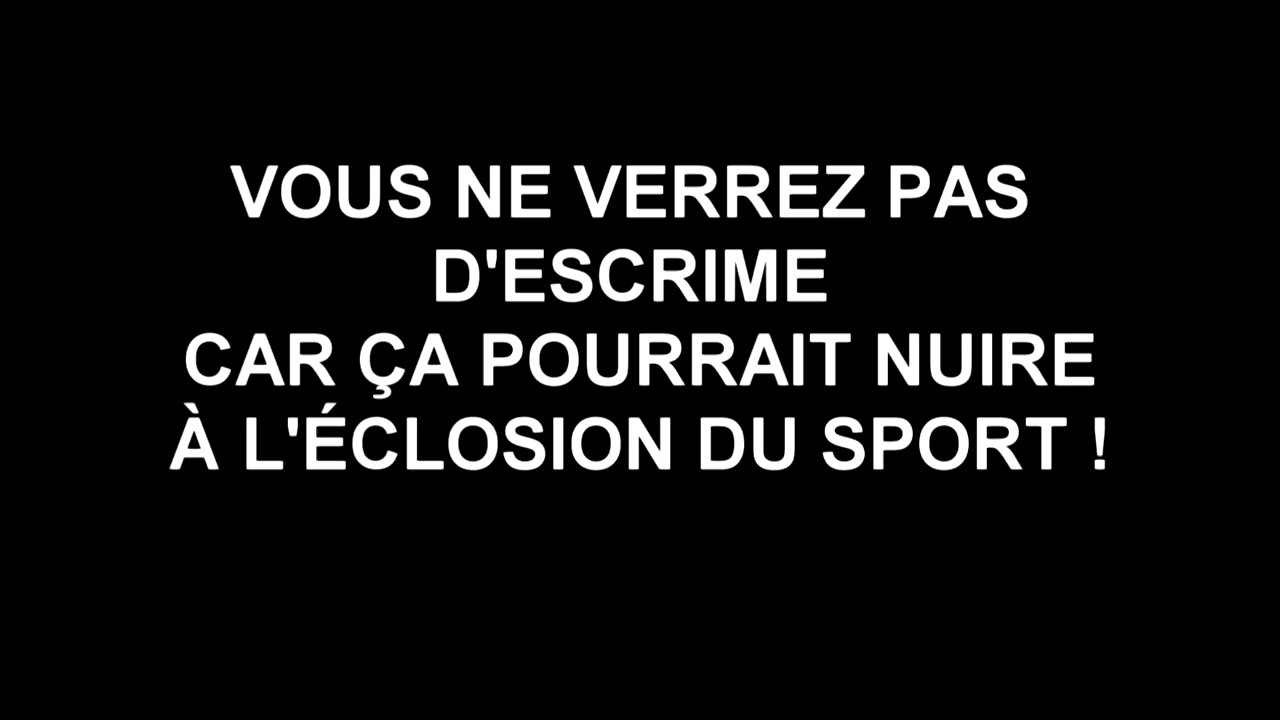 VOUS NE VERREZ PAS
D'ESCRIME
CAR ÇA POURRAIT NUIRE
À L'ÉCLOSION DU SPORT !